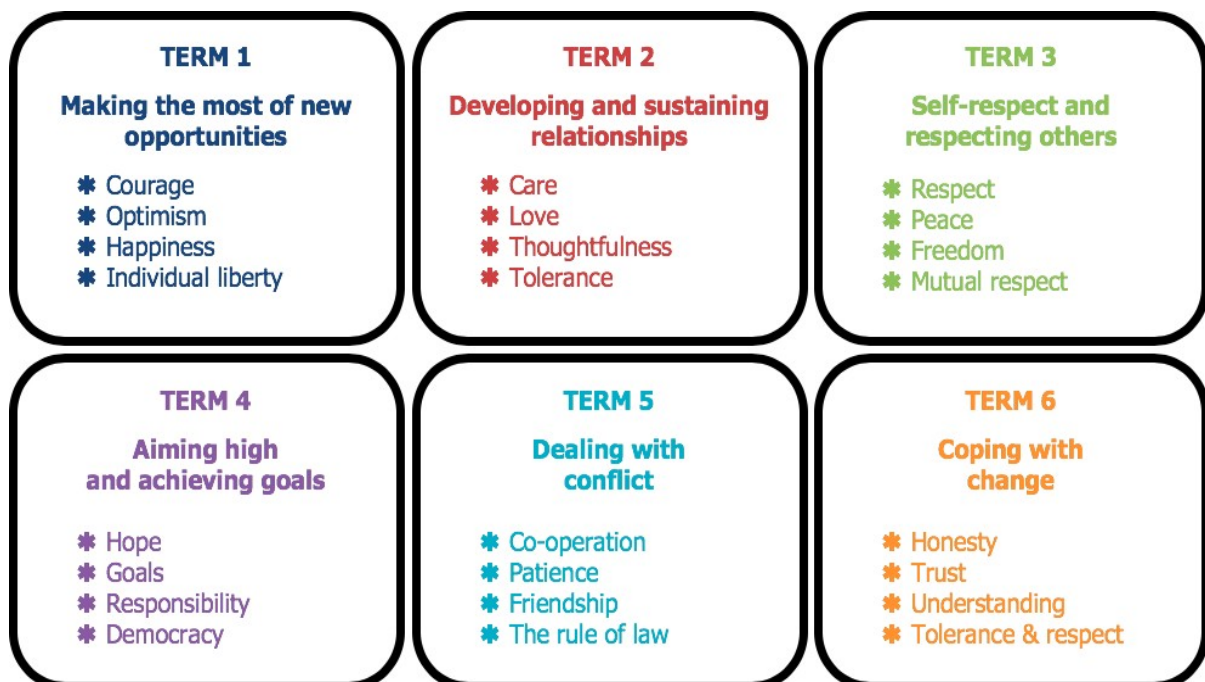 TERM 1
Making the most of new
opportunities
✱ Courage
✱ Optimism
✱ Happiness
✱ Individual liberty
TERM 2
Developing and sustaining
relationships
✱ Care
✱ Love
✱ Thoughtfulness
✱ Tolerance
TERM 3
Self-respect and
respecting others
✱ Respect
✱ Peace
✱ Freedom
✱ Mutual respect
TERM 4
Aiming high
and achieving goals
✱ Hope
✱ Goals
✱ Responsibility
✱ Democracy
TERM 5
Dealing with
conflict
✱ Co-operation
✱ Patience
✱ Friendship
✱ The rule of law
TERM 6
Coping with
change
✱ Honesty
✱ Trust
✱ Understanding
✱ Tolerance & respect